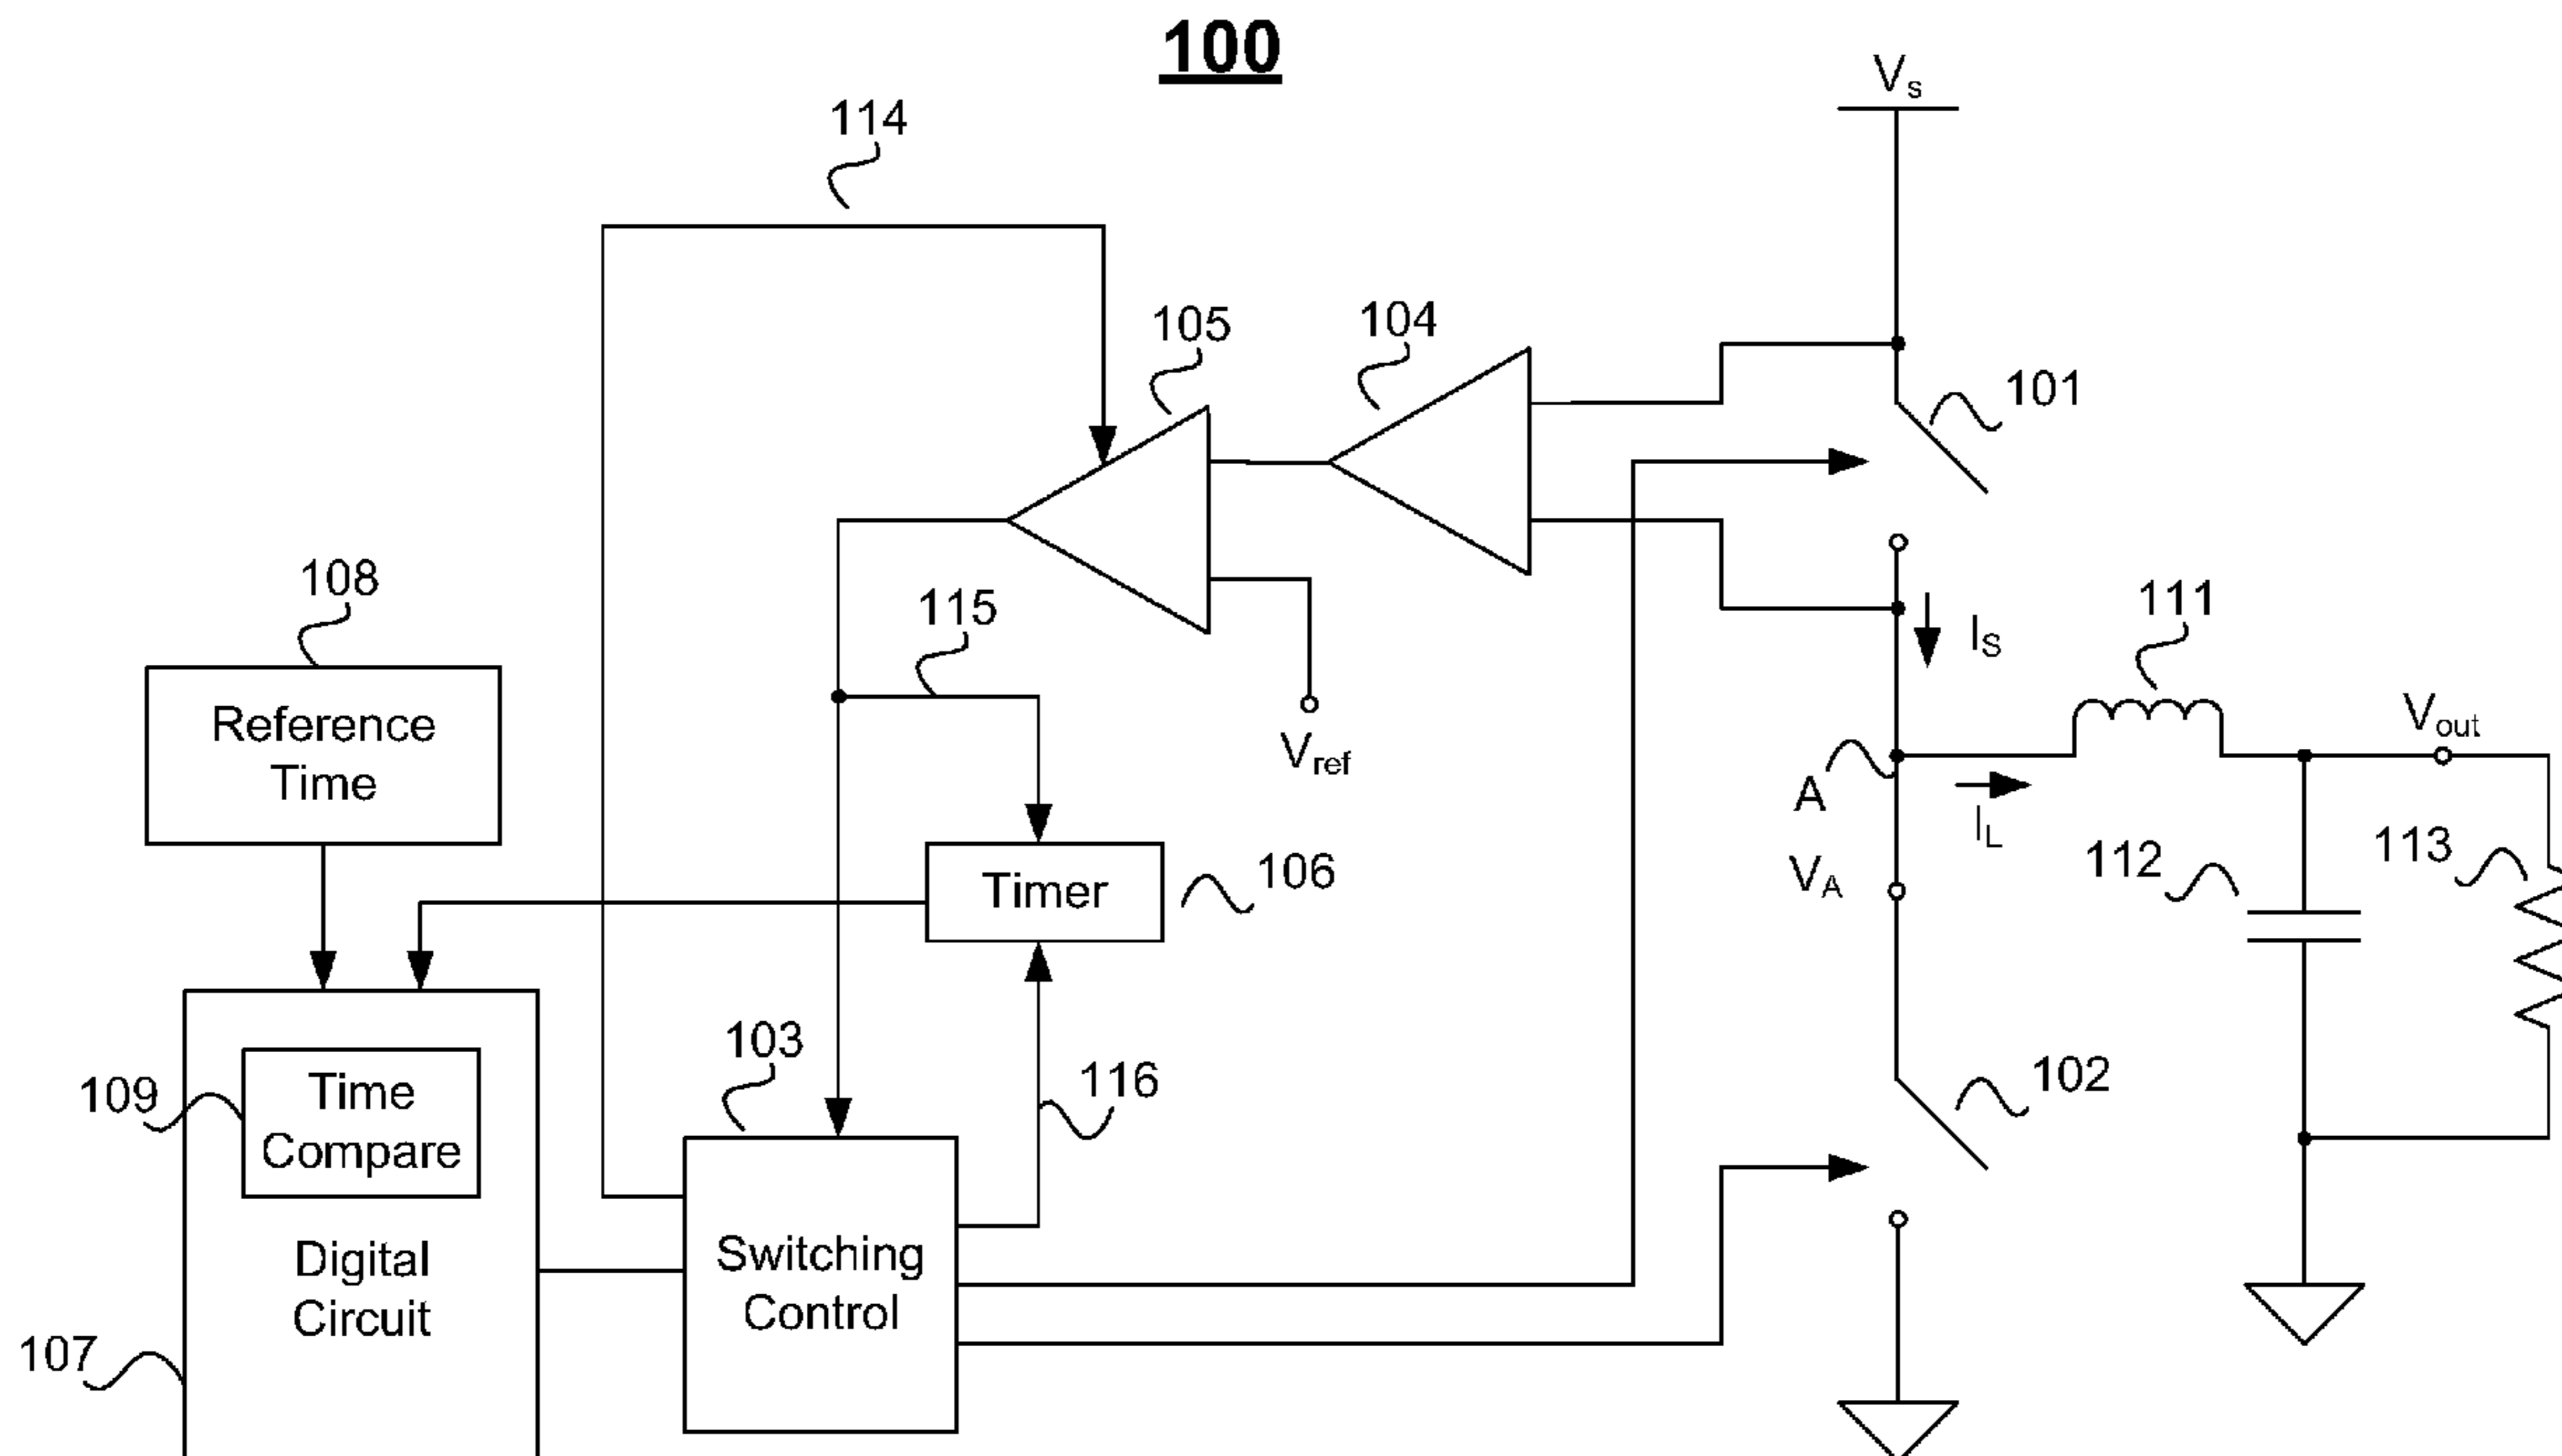 100
Vs
114
105
104
101
108
115
111
IS
Reference
Time
Vref
Vout
A
IL
VA
112
113
Timer
106
103
116
109
Time
Compare
102
Digital
Circuit
Switching
Control
107